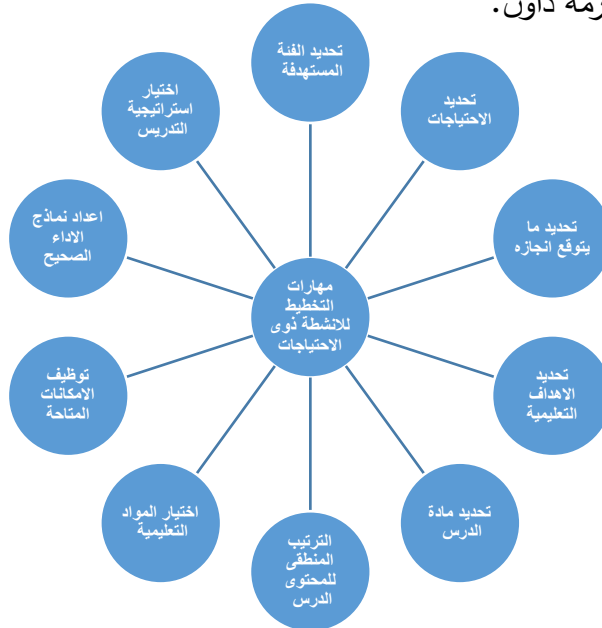 داون.
تحديد الفئة
المستهدفة
تحديد
الاحتياجات
تحديد ما
يتوقع انجازه
تحديد
الاهداف
التعليمية
تحديد مادة
الدرس
الترتيب
المنطقى
للمحتوى
الدرس
اختيار المواد
التعليمية
توظيف
الامكانات
المتاحة
اعداد نماذج
الاداء
الصحيح
اختيار
استراتيجية
التدريس
مهارات
التخطيط
للانشطة ذوى
الاحتياجات